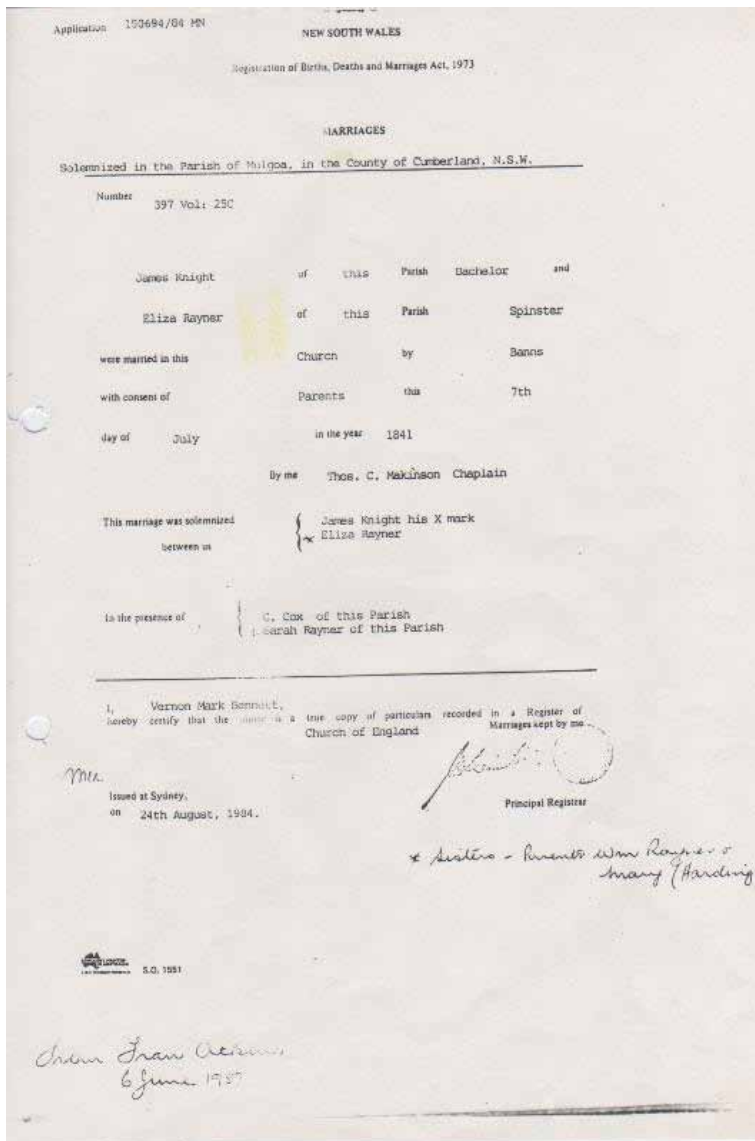 Application 150694/84 MN
NEW SOUTH WALES
Registration of Births, Deaths and Marriages Act, 1973
MARRIAGES
Solemnized in the Parish of Mulgoa, in the County of Cumberland, N.S.W.
Number 397 Vol: 25C
James Knight of this Parish Bachelor and
Eliza Rayner of this Parish Spinster
were married in this Church by Banns
with consent of Parents this 7th
day of July in the year 1841
By me Thos. C. Makinson Chaplain
This marriage was solemnized James Knight his X mark
between us * Eliza Rayner
In the presence of C. Cox of this Parish
Sarah Rayner of this Parish
I, Vernon Mark Bennett,
hereby certify that the above is a true copy of particulars recorded in a Register of
Church of England Marriages kept by me
Issued at Sydney, Principal Registrar
on 24th August, 1984.
* Sisters - Parents Wm Rayner &
Mary (Harding
S.O. 1551
From Fran
6 June 198